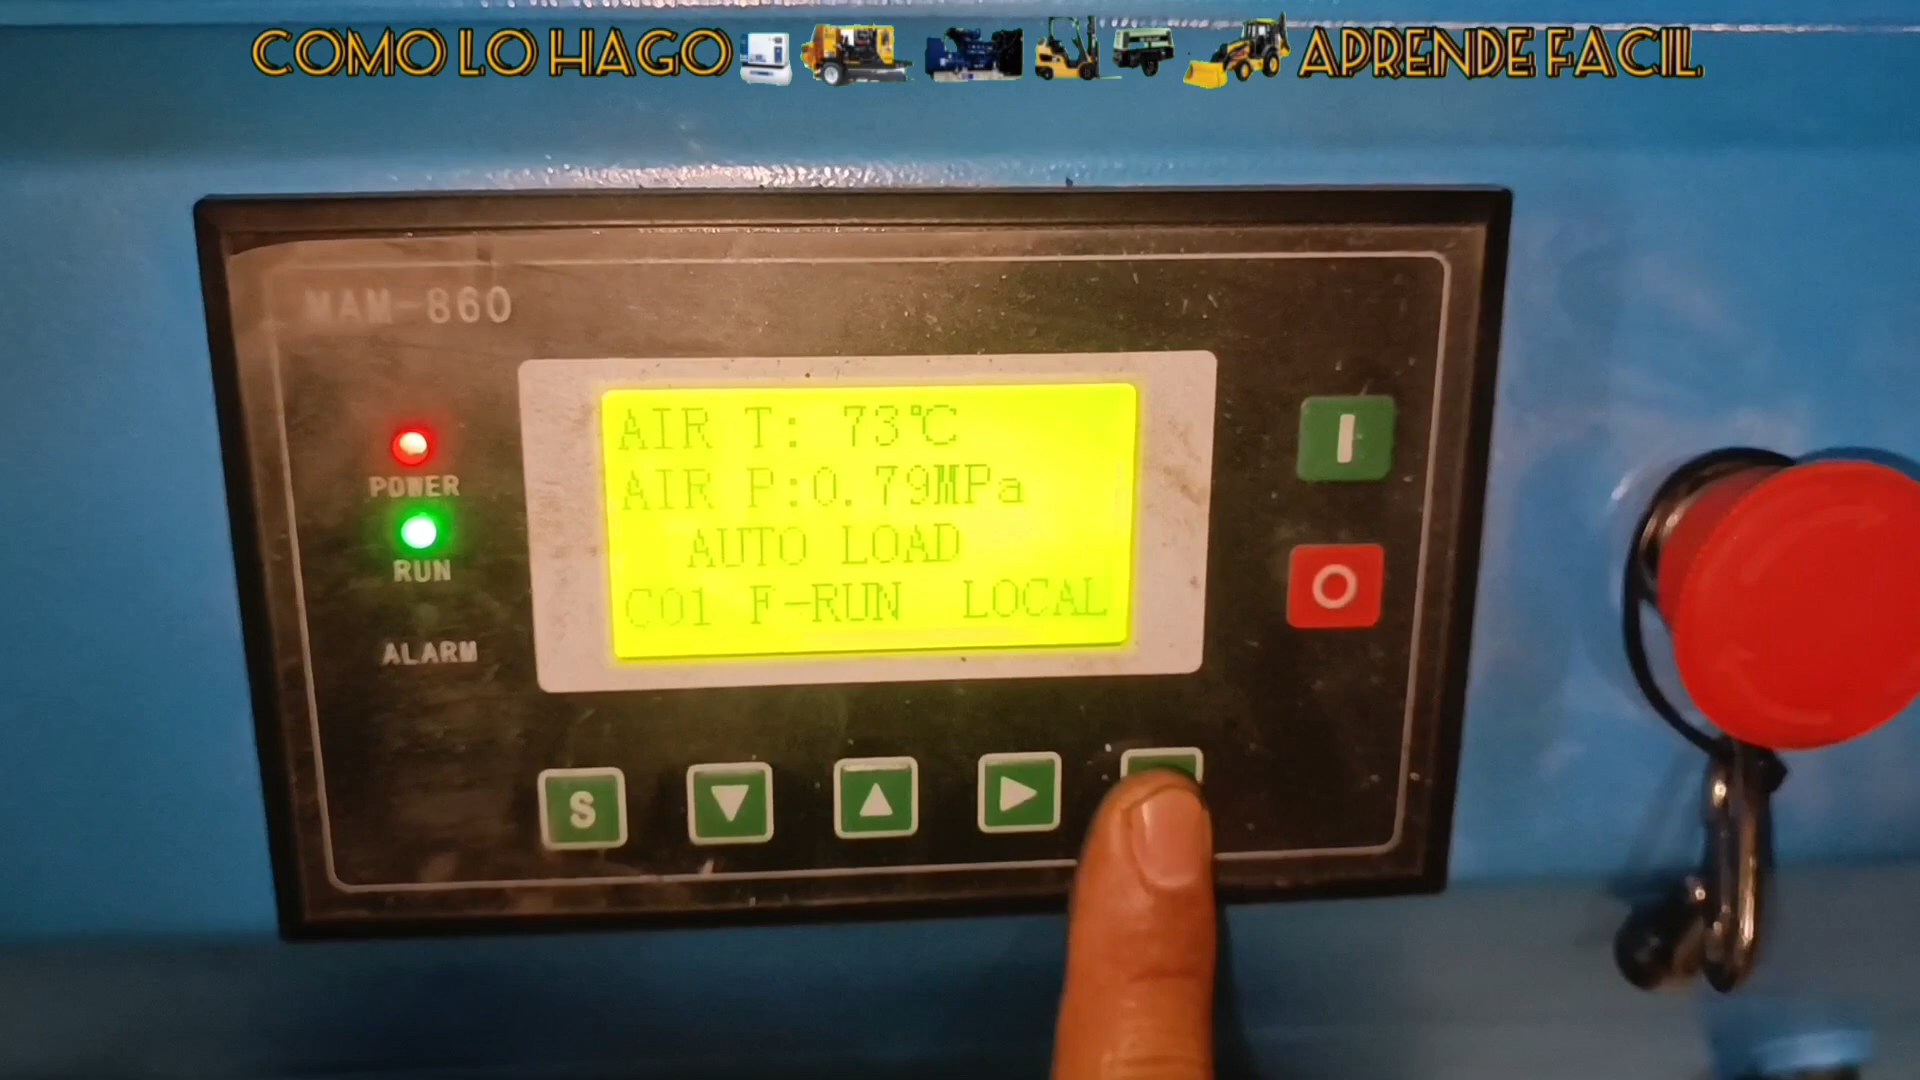 COMO LO HAGO APRENDE FACIL
MAM-860
AIR T: 73℃
AIR P:0.79MPa
AUTO LOAD
C01 F-RUN LOCAL
POWER
RUN
ALARM
I
O
S